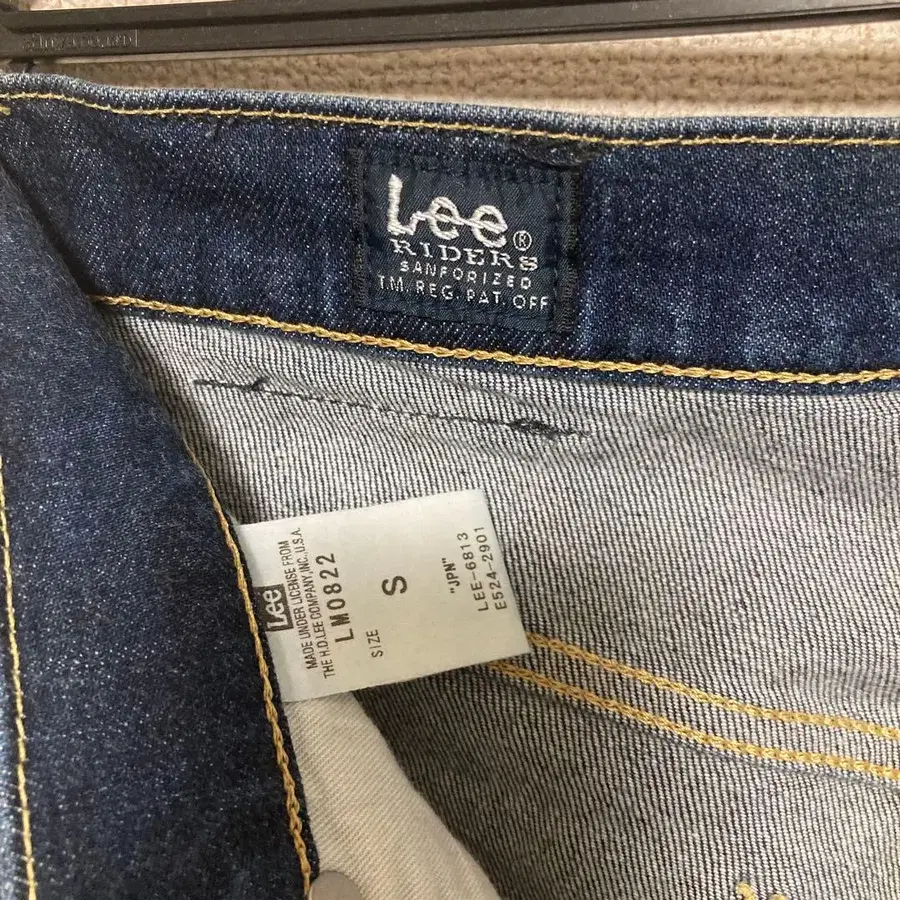 Lee®
RIDERS
SANFORIZED
T.M. REG. PAT. OFF
Lee
MADE UNDER LICENSE FROM
THE H.D.LEE COMPANY,INC.,U.S.A.
LM0822
SIZE S
"JPN"
LEE-6813
E524-2901